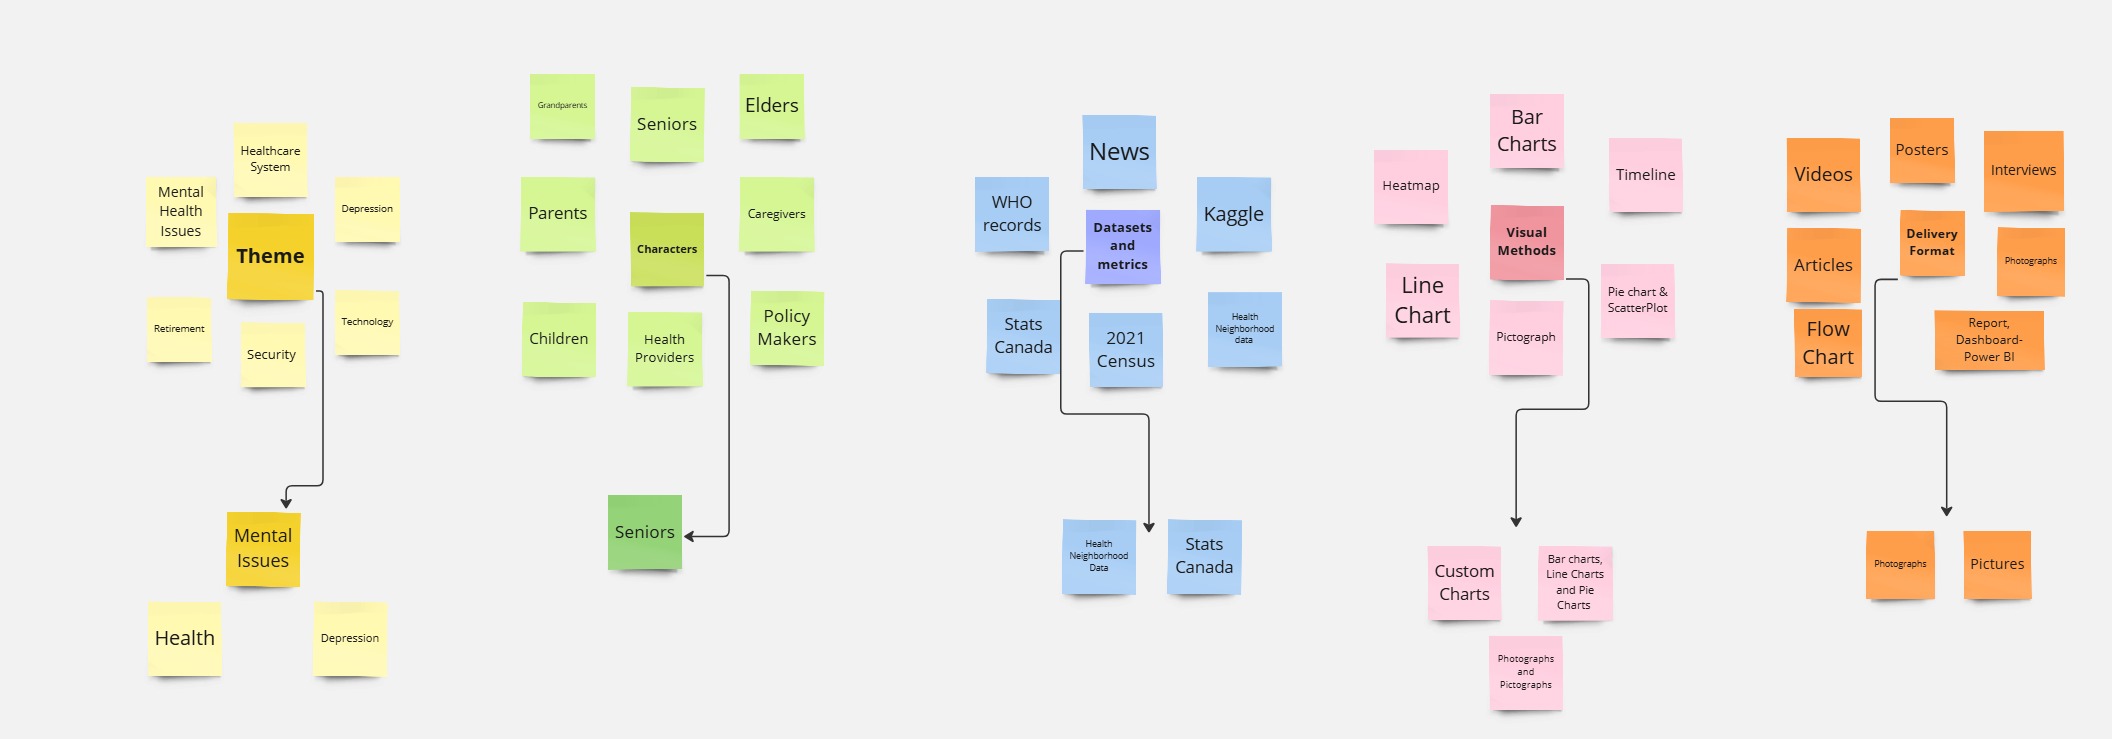 Healthcare
System
Mental
Health
Issues
Depression
Theme
Retirement
Security
Technology
Mental
Issues
Health
Depression
Grandparents
Seniors
Elders
Parents
Characters
Caregivers
Children
Health
Providers
Policy
Makers
Seniors
News
WHO
records
Datasets
and
metrics
Kaggle
Stats
Canada
2021
Census
Health
Neighborhood
data
Health
Neighborhood
Data
Stats
Canada
Bar
Charts
Heatmap
Timeline
Visual
Methods
Line
Chart
Pictograph
Pie chart &
ScatterPlot
Custom
Charts
Bar charts,
Line Charts
and Pie
Charts
Photographs
and
Pictographs
Videos
Posters
Interviews
Articles
Delivery
Format
Photographs
Flow
Chart
Report,
Dashboard-
Power BI
Photographs
Pictures